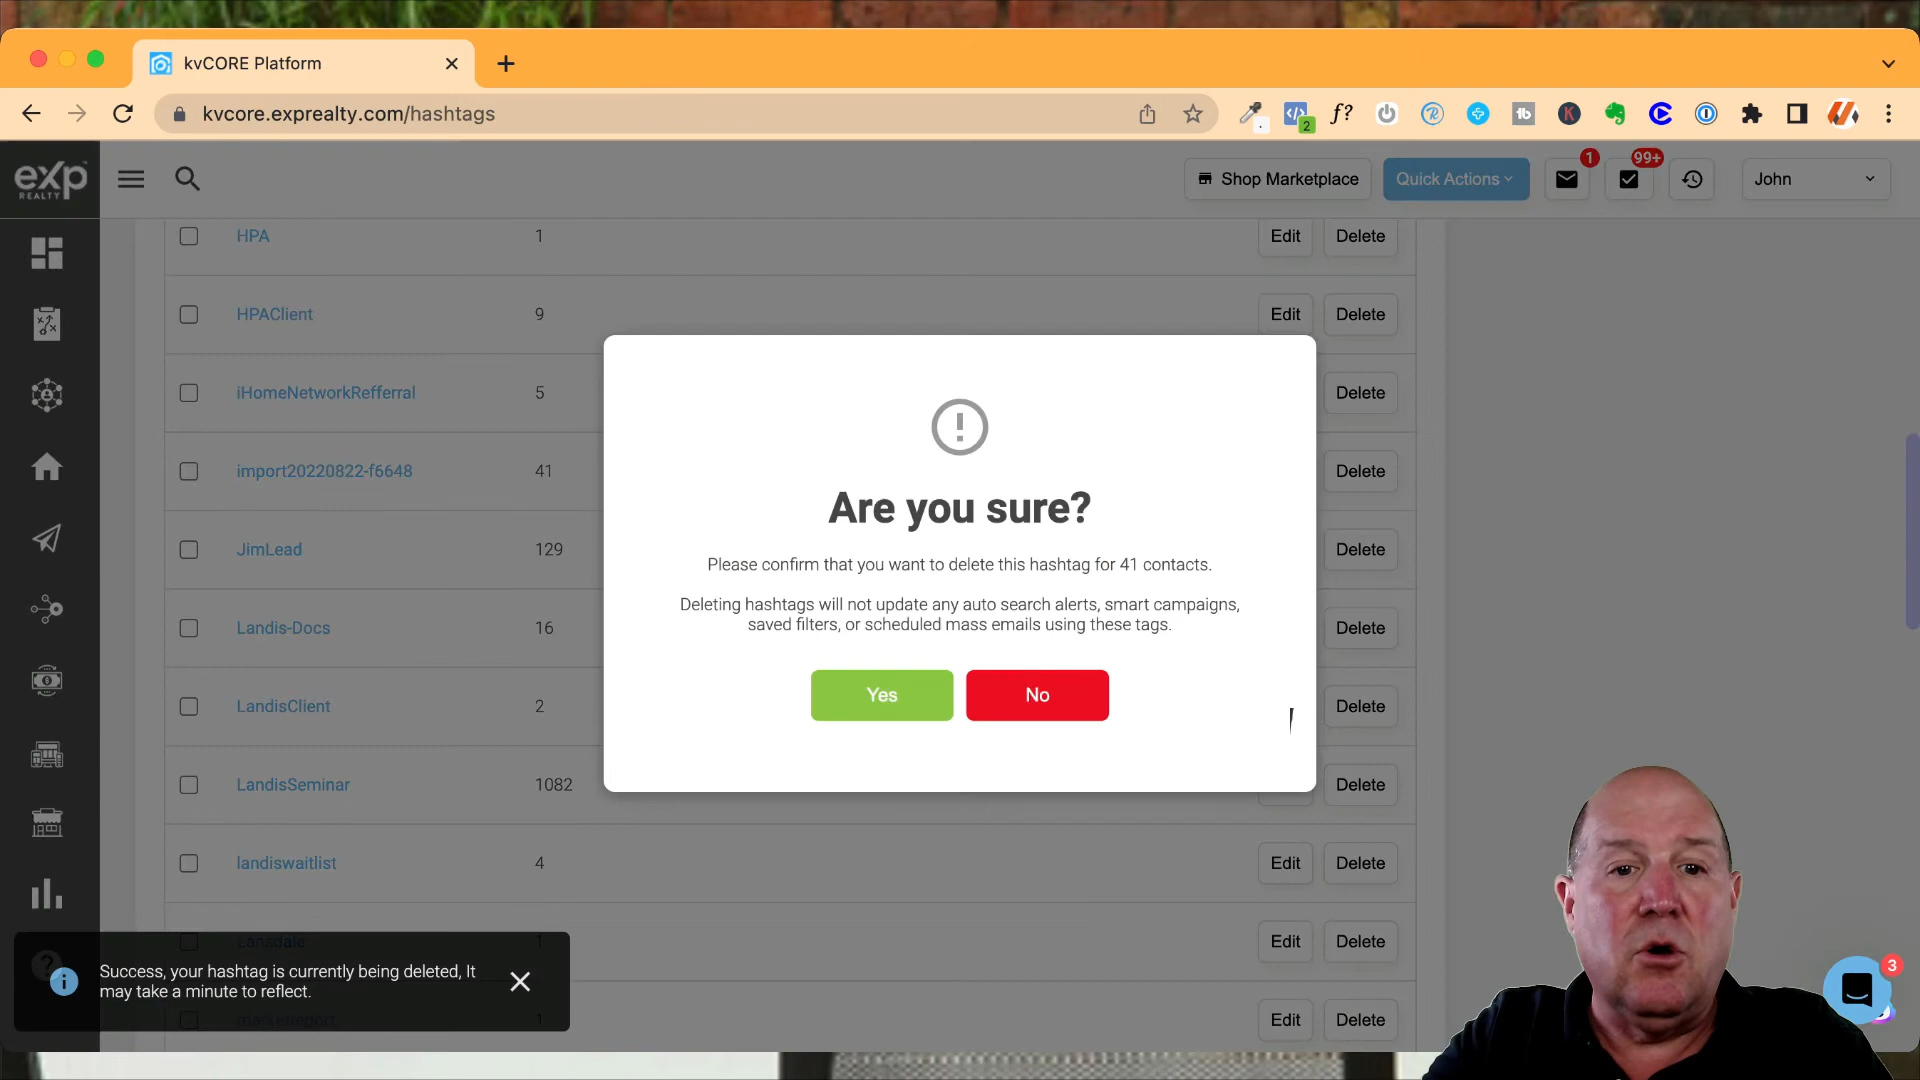 kvCORE Platform
kvcore.exprealty.com/hashtags
f?
2
exp
REALTY
Shop Marketplace
Quick Actions
1
99+
John
HPA 1 Edit Delete
HPAClient 9 Edit Delete
iHomeNetworkRefferral 5 Delete
import20220822-f6648 41 Delete
JimLead 129 Delete
Landis-Docs 16 Delete
LandisClient 2 Delete
LandisSeminar 1082 Delete
landiswaitlist 4 Edit Delete
Lansdale 1 Edit Delete
marketreport 1 Edit Delete
Are you sure?
Please confirm that you want to delete this hashtag for 41 contacts.
Deleting hashtags will not update any auto search alerts, smart campaigns,
saved filters, or scheduled mass emails using these tags.
Yes No
Success, your hashtag is currently being deleted, It
may take a minute to reflect.
3